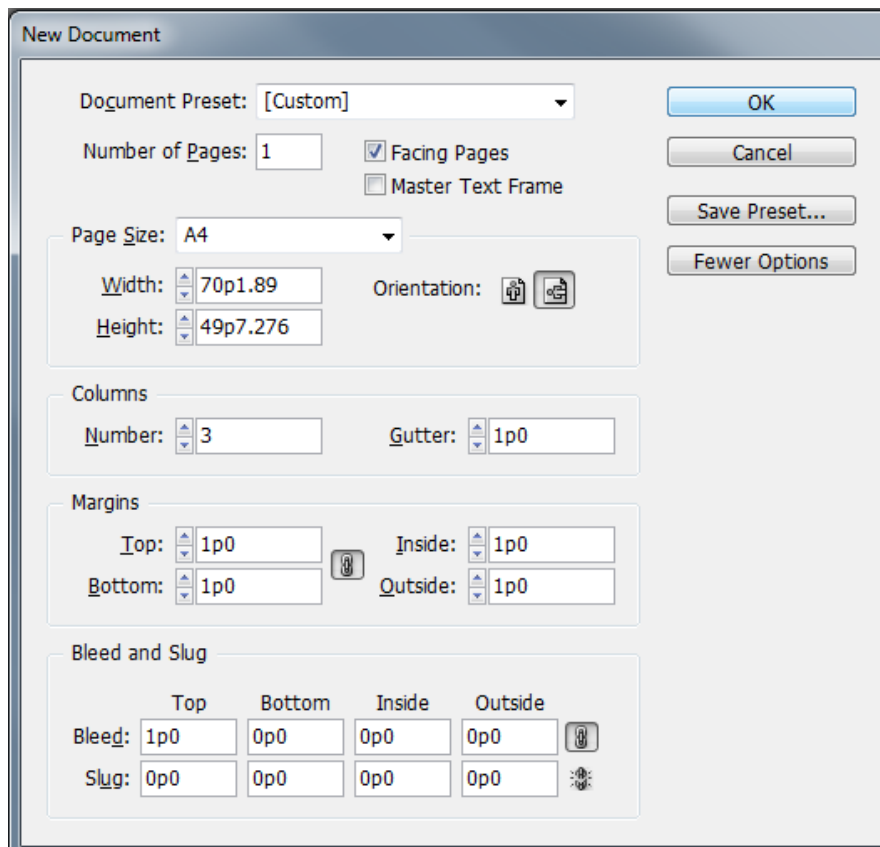 New Document
Document Preset: [Custom]
OK
Number of Pages: 1
Facing Pages
Cancel
Master Text Frame
Save Preset...
Page Size: A4
Fewer Options
Width: 70p1.89
Orientation:
Height: 49p7.276
Columns
Number: 3
Gutter: 1p0
Margins
Top: 1p0
Inside: 1p0
Bottom: 1p0
Outside: 1p0
Bleed and Slug
Top Bottom Inside Outside
Bleed: 1p0 0p0 0p0 0p0
Slug: 0p0 0p0 0p0 0p0